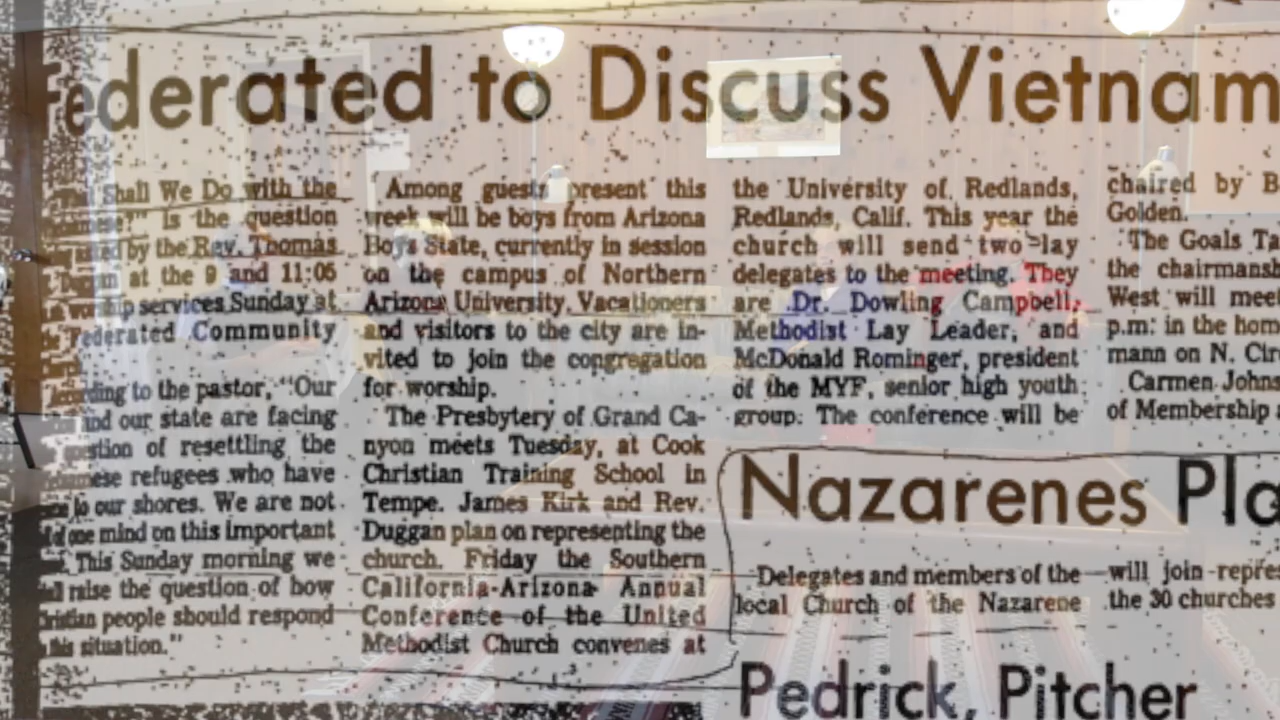 Federated to Discuss Vietnam
Shall We Do with the
Is the question
by the Rev. Thomas
at the 9 and 11:05
worship services Sunday at
Federated Community
According to the pastor, "Our
and our state are facing
question of resettling the
refugees who have
to our shores. We are not
of one mind on this important
This Sunday morning we
raise the question of how
Christian people should respond
this situation."
Among guests present this
week will be boys from Arizona
Boys State, currently in session
on the campus of Northern
Arizona University. Vacationers
and visitors to the city are in-
vited to join the congregation
for worship.
The Presbytery of Grand Ca-
nyon meets Tuesday, at Cook
Christian Training School in
Tempe. James Kirk and Rev.
Duggan plan on representing the
church. Friday the Southern
California-Arizona Annual
Conference of the United
Methodist Church convenes at
the University of Redlands,
Redlands, Calif. This year the
church will send two lay
delegates to the meeting. They
are Dr. Dowling Campbell,
Methodist Lay Leader, and
McDonald Rominger, president
of the MYF, senior high youth
group. The conference will be
chaired by B
Golden.
The Goals Ta
the chairmansh
West will meet
p.m. in the hom
mann on N. Cir
Carmen Johns
of Membership
Nazarenes Pla
Delegates and members of the
local Church of the Nazarene
will join repres
the 30 churches
Pedrick, Pitcher